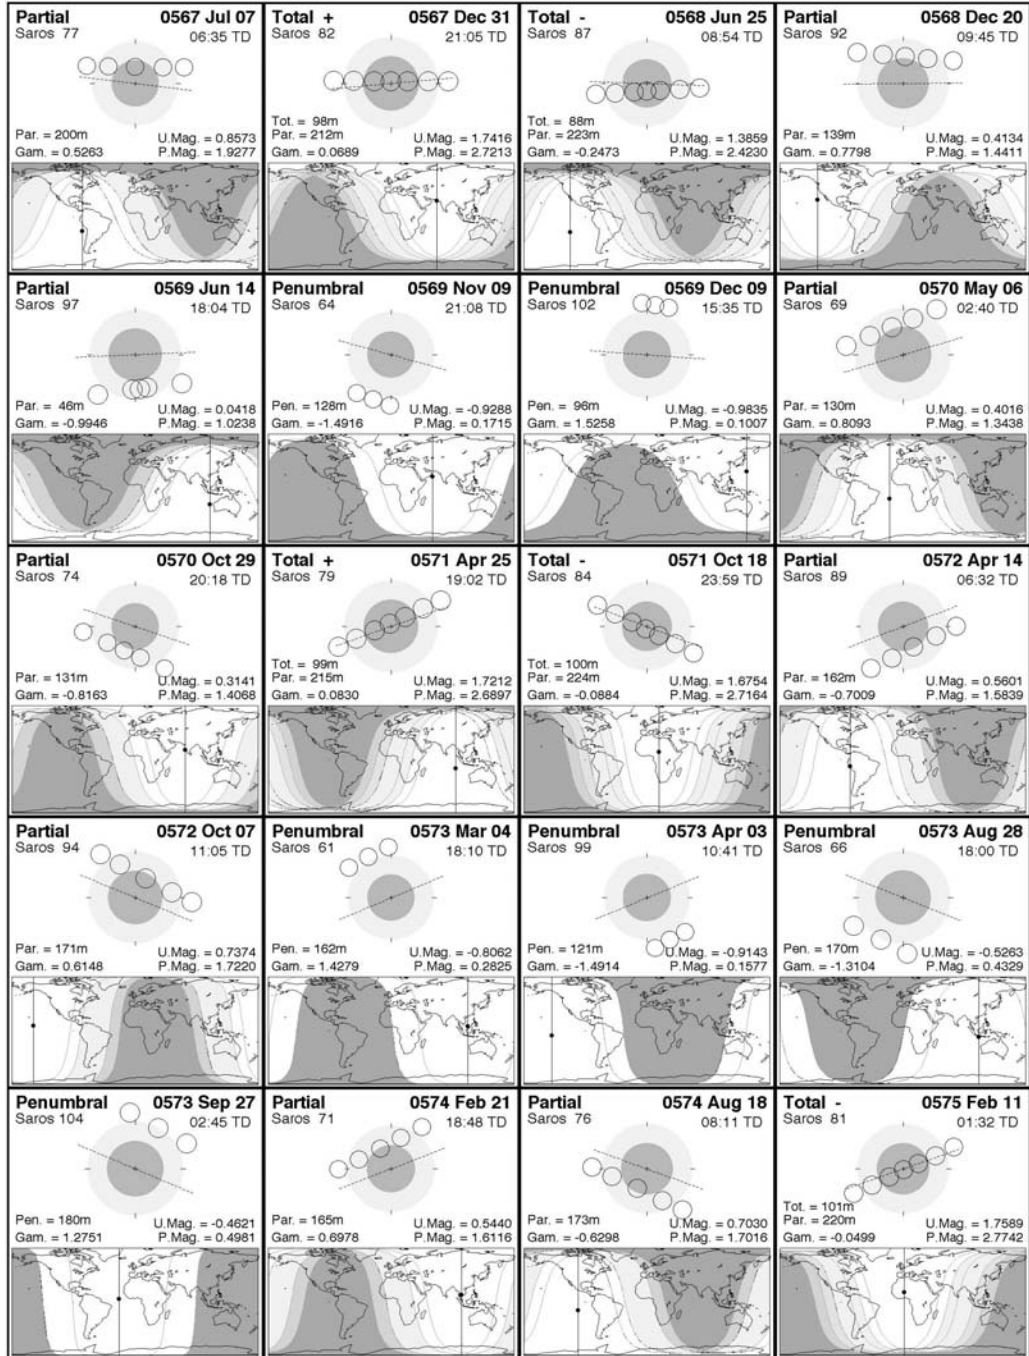 Partial 0567 Jul 07
Saros 77 06:35 TD
Par. = 200m U.Mag. = 0.8573
Gam. = 0.5263 P.Mag. = 1.9277
Total + 0567 Dec 31
Saros 82 21:05 TD
Tot. = 98m
Par. = 212m U.Mag. = 1.7416
Gam. = 0.0689 P.Mag. = 2.7213
Total - 0568 Jun 25
Saros 87 08:54 TD
Tot. = 88m
Par. = 223m U.Mag. = 1.3859
Gam. = -0.2473 P.Mag. = 2.4230
Partial 0568 Dec 20
Saros 92 09:45 TD
Par. = 139m U.Mag. = 0.4134
Gam. = 0.7798 P.Mag. = 1.4411
Partial 0569 Jun 14
Saros 97 18:04 TD
Par. = 46m U.Mag. = 0.0418
Gam. = -0.9946 P.Mag. = 1.0238
Penumbral 0569 Nov 09
Saros 64 21:08 TD
Pen. = 128m U.Mag. = -0.9288
Gam. = -1.4916 P.Mag. = 0.1715
Penumbral 0569 Dec 09
Saros 102 15:35 TD
Pen. = 96m U.Mag. = -0.9835
Gam. = 1.5258 P.Mag. = 0.1007
Partial 0570 May 06
Saros 69 02:40 TD
Par. = 130m U.Mag. = 0.4016
Gam. = 0.8093 P.Mag. = 1.3438
Partial 0570 Oct 29
Saros 74 20:18 TD
Par. = 131m U.Mag. = 0.3141
Gam. = -0.8163 P.Mag. = 1.4068
Total + 0571 Apr 25
Saros 79 19:02 TD
Tot. = 99m
Par. = 215m U.Mag. = 1.7212
Gam. = 0.0830 P.Mag. = 2.6897
Total - 0571 Oct 18
Saros 84 23:59 TD
Tot. = 100m
Par. = 224m U.Mag. = 1.6754
Gam. = -0.0884 P.Mag. = 2.7164
Partial 0572 Apr 14
Saros 89 06:32 TD
Par. = 162m U.Mag. = 0.5601
Gam. = -0.7009 P.Mag. = 1.5839
Partial 0572 Oct 07
Saros 94 11:05 TD
Par. = 171m U.Mag. = 0.7374
Gam. = 0.6148 P.Mag. = 1.7220
Penumbral 0573 Mar 04
Saros 61 18:10 TD
Pen. = 162m U.Mag. = -0.8062
Gam. = 1.4279 P.Mag. = 0.2825
Penumbral 0573 Apr 03
Saros 99 10:41 TD
Pen. = 121m U.Mag. = -0.9143
Gam. = -1.4914 P.Mag. = 0.1577
Penumbral 0573 Aug 28
Saros 66 18:00 TD
Pen. = 170m U.Mag. = -0.5263
Gam. = -1.3104 P.Mag. = 0.4329
Penumbral 0573 Sep 27
Saros 104 02:45 TD
Pen. = 180m U.Mag. = -0.4621
Gam. = 1.2751 P.Mag. = 0.4981
Partial 0574 Feb 21
Saros 71 18:48 TD
Par. = 165m U.Mag. = 0.5440
Gam. = 0.6978 P.Mag. = 1.6116
Partial 0574 Aug 18
Saros 76 08:11 TD
Par. = 173m U.Mag. = 0.7030
Gam. = -0.6298 P.Mag. = 1.7016
Total - 0575 Feb 11
Saros 81 01:32 TD
Tot. = 101m
Par. = 220m U.Mag. = 1.7589
Gam. = -0.0499 P.Mag. = 2.7742